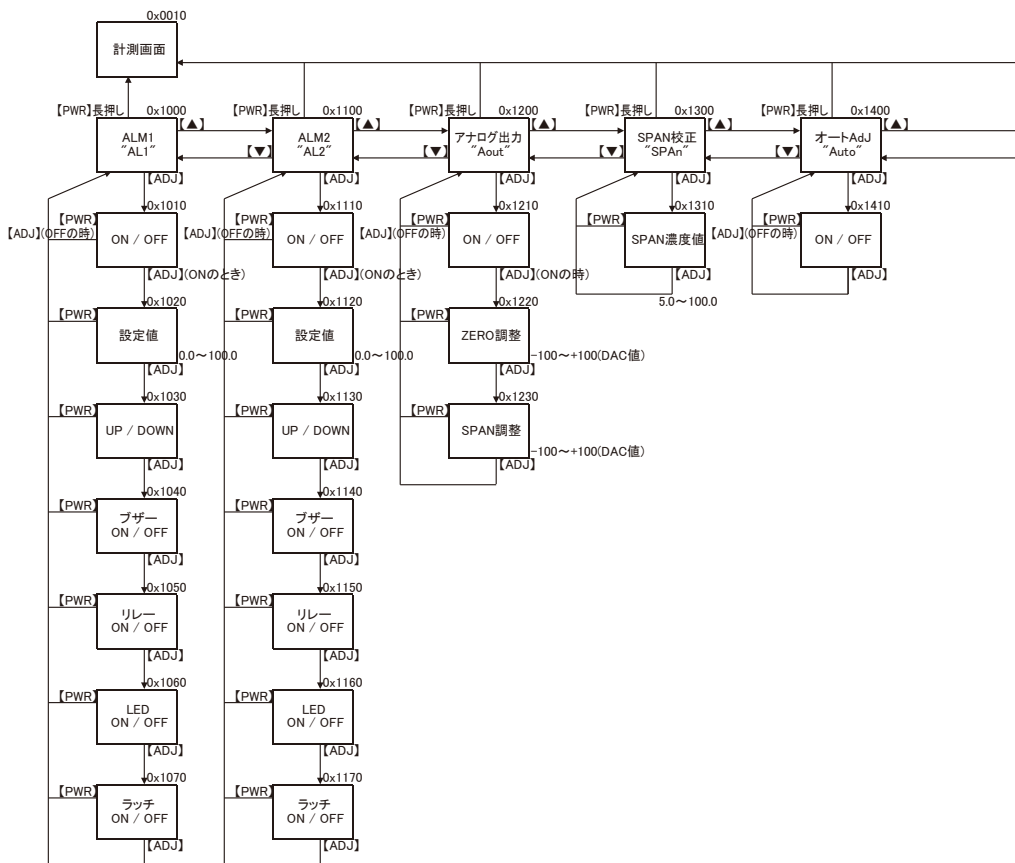 0x0010
計測画面
【PWR】長押し 0x1000 【PWR】長押し 0x1100 【PWR】長押し 0x1200 【PWR】長押し 0x1300 【PWR】長押し 0x1400
【▲】 【▲】 【▲】 【▲】 【▲】
ALM1 ALM2 アナログ出力 SPAN校正 オートAdJ
"AL1" "AL2" "Aout" "SPAn" "Auto"
【▼】 【▼】 【▼】 【▼】
【ADJ】 【ADJ】 【ADJ】 【ADJ】 【ADJ】
0x1010 0x1110 0x1210 0x1310 0x1410
【PWR】 【PWR】 【PWR】 【PWR】 【PWR】
【ADJ】(OFFの時) 【ADJ】(OFFの時) 【ADJ】(OFFの時) 【ADJ】(OFFの時)
ON / OFF ON / OFF ON / OFF SPAN濃度値 ON / OFF
【ADJ】(ONのとき) 【ADJ】(ONのとき) 【ADJ】(ONの時) 【ADJ】 【ADJ】
5.0～100.0
0x1020 0x1120 0x1220
【PWR】 【PWR】 【PWR】
設定値 設定値 ZERO調整
0.0～100.0 0.0～100.0 -100～+100(DAC値)
【ADJ】 【ADJ】 【ADJ】
0x1030 0x1130 0x1230
【PWR】 【PWR】 【PWR】
UP / DOWN UP / DOWN SPAN調整
-100～+100(DAC値)
【ADJ】 【ADJ】 【ADJ】
0x1040 0x1140
【PWR】 【PWR】
ブザー ブザー
ON / OFF ON / OFF
【ADJ】 【ADJ】
0x1050 0x1150
【PWR】 【PWR】
リレー リレー
ON / OFF ON / OFF
【ADJ】 【ADJ】
0x1060 0x1160
【PWR】 【PWR】
LED LED
ON / OFF ON / OFF
【ADJ】 【ADJ】
0x1070 0x1170
【PWR】 【PWR】
ラッチ ラッチ
ON / OFF ON / OFF
【ADJ】 【ADJ】